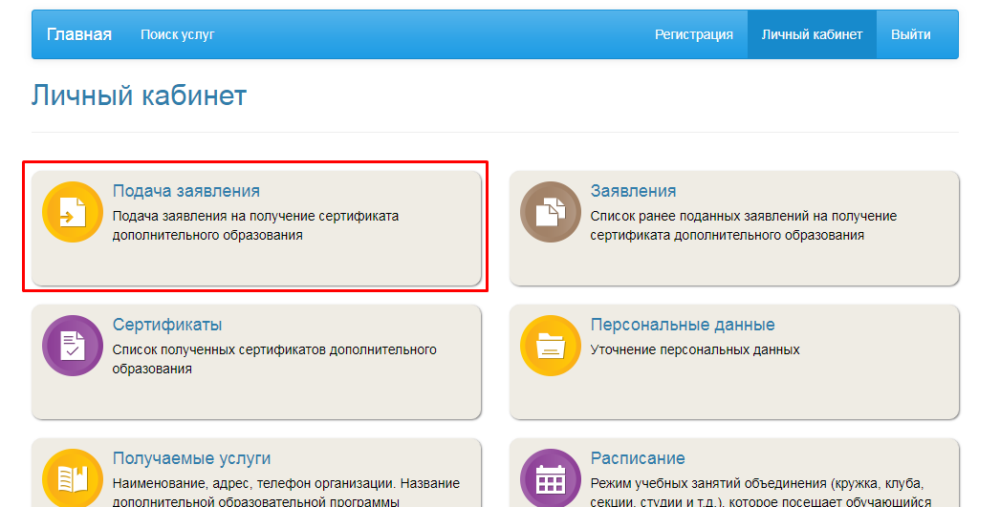 Главная Поиск услуг Регистрация Личный кабинет Выйти
Личный кабинет
Подача заявления
Подача заявления на получение сертификата
дополнительного образования
Заявления
Список ранее поданных заявлений на получение
сертификата дополнительного образования
Сертификаты
Список полученных сертификатов дополнительного
образования
Персональные данные
Уточнение персональных данных
Получаемые услуги
Наименование, адрес, телефон организации. Название
дополнительной образовательной программы
Расписание
Режим учебных занятий объединения (кружка, клуба,
секции, студии и т.д.), которое посещает обучающийся